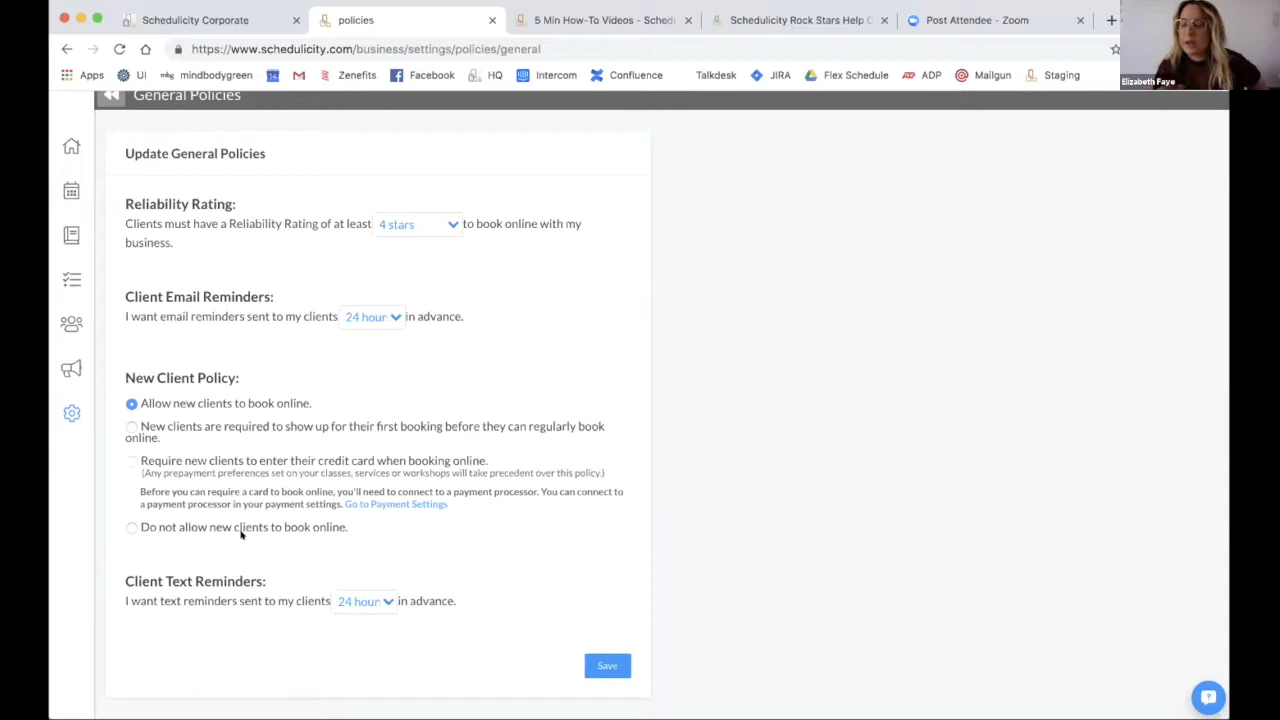 Schedulicity Corporate
policies
5 Min How-To Videos - Sched
Schedulicity Rock Stars Help C
Post Attendee - Zoom
https://www.schedulicity.com/business/settings/policies/general
Apps
UI
mbg mindbodygreen
Zenefits
Facebook
HQ
Intercom
Confluence
Talkdesk
JIRA
Flex Schedule
ADP
Mailgun
Staging
Elizabeth Faye
General Policies
Update General Policies
Reliability Rating:
Clients must have a Reliability Rating of at least 4 stars to book online with my
business.
Client Email Reminders:
I want email reminders sent to my clients 24 hour in advance.
New Client Policy:
Allow new clients to book online.
New clients are required to show up for their first booking before they can regularly book
online.
Require new clients to enter their credit card when booking online.
(Any prepayment preferences set on your classes, services or workshops will take precedent over this policy.)
Before you can require a card to book online, you'll need to connect to a payment processor. You can connect to
a payment processor in your payment settings. Go to Payment Settings
Do not allow new clients to book online.
Client Text Reminders:
I want text reminders sent to my clients 24 hour in advance.
Save